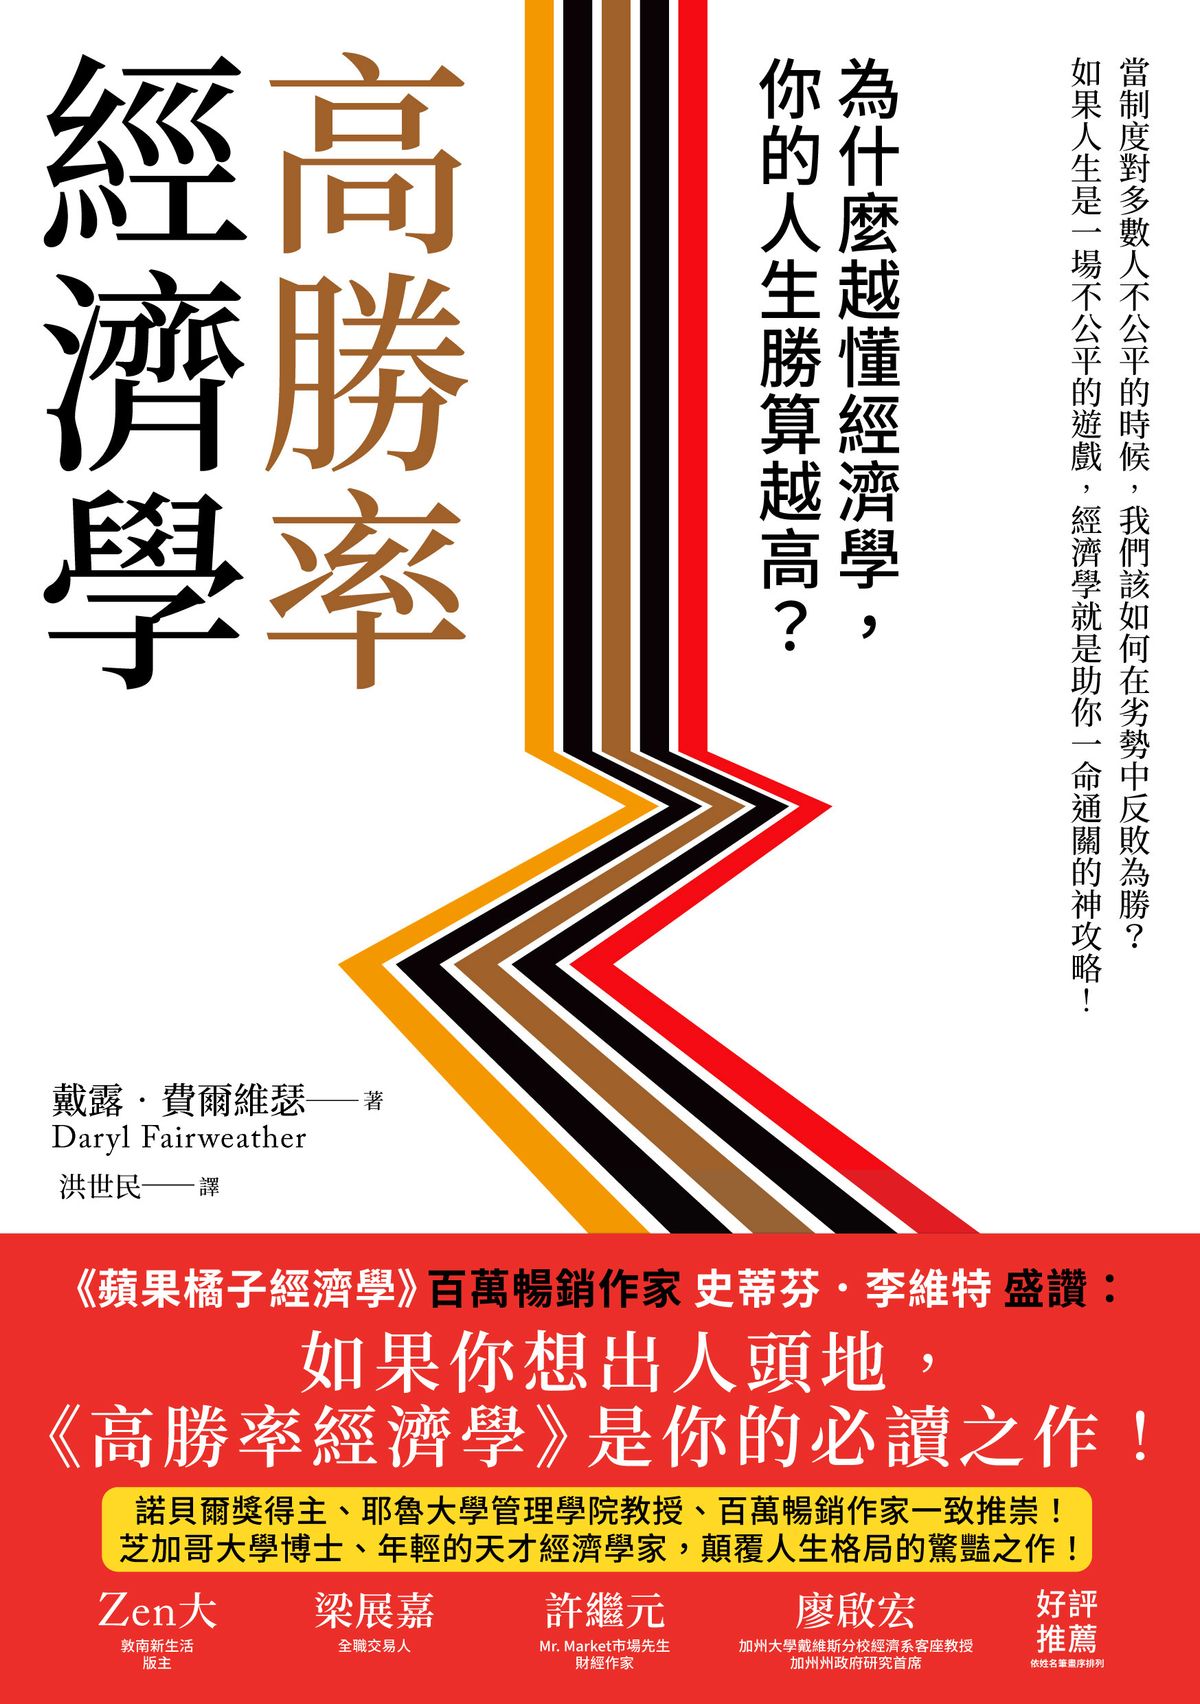 當制度對多數人不公平的時候，我們該如何在劣勢中反敗為勝？
如果人生是一場不公平的遊戲，經濟學就是助你一命通關的神攻略！
為什麼越懂經濟學，
你的人生勝算越高？
高勝率
經濟學
戴露．費爾維瑟——著
Daryl Fairweather
洪世民——譯
《蘋果橘子經濟學》百萬暢銷作家 史蒂芬．李維特 盛讚：
如果你想出人頭地，
《高勝率經濟學》是你的必讀之作！
諾貝爾獎得主、耶魯大學管理學院教授、百萬暢銷作家一致推崇！
芝加哥大學博士、年輕的天才經濟學家，顛覆人生格局的驚豔之作！
Zen大
敦南新生活
版主
梁展嘉
全職交易人
許繼元
Mr. Market市場先生
財經作家
廖啟宏
加州大學戴維斯分校經濟系客座教授
加州州政府研究首席
好評
推薦
依姓名筆畫序排列